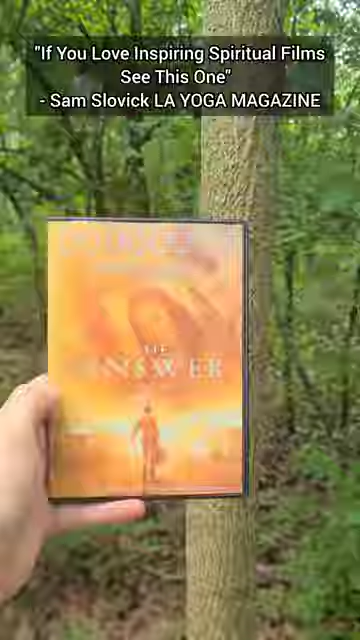 "If You Love Inspiring Spiritual Films
See This One"
- Sam Slovick LA YOGA MAGAZINE
THE
ANSWER